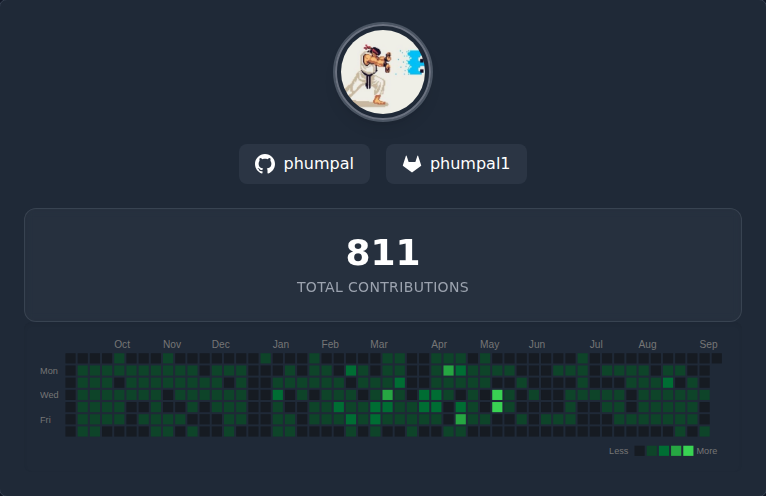 phumpal phumpal1
811
TOTAL CONTRIBUTIONS
Oct Nov Dec Jan Feb Mar Apr May Jun Jul Aug Sep
Mon
Wed
Fri
Less More